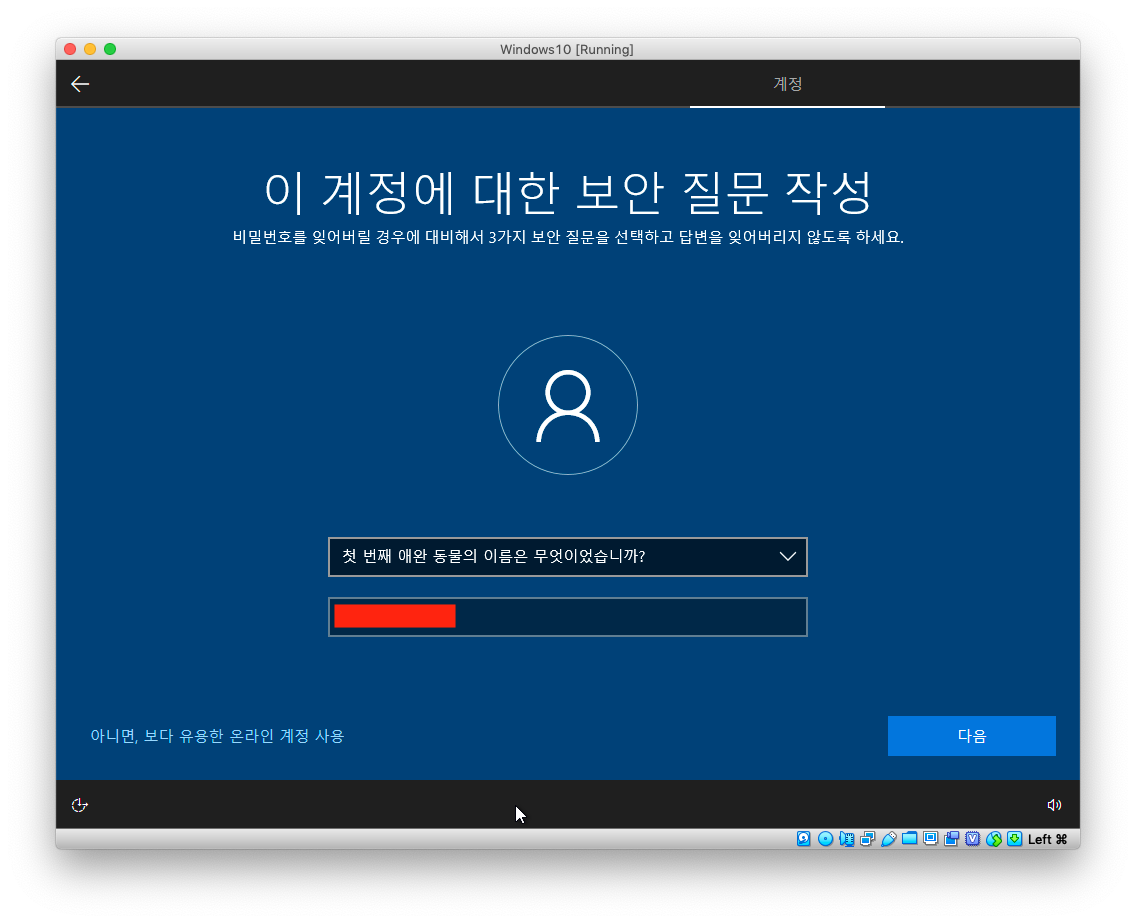 Windows10 [Running]
계정
이 계정에 대한 보안 질문 작성
비밀번호를 잊어버릴 경우에 대비해서 3가지 보안 질문을 선택하고 답변을 잊어버리지 않도록 하세요.
첫 번째 애완 동물의 이름은 무엇이었습니까?
아니면, 보다 유용한 온라인 계정 사용
다음
Left ⌘